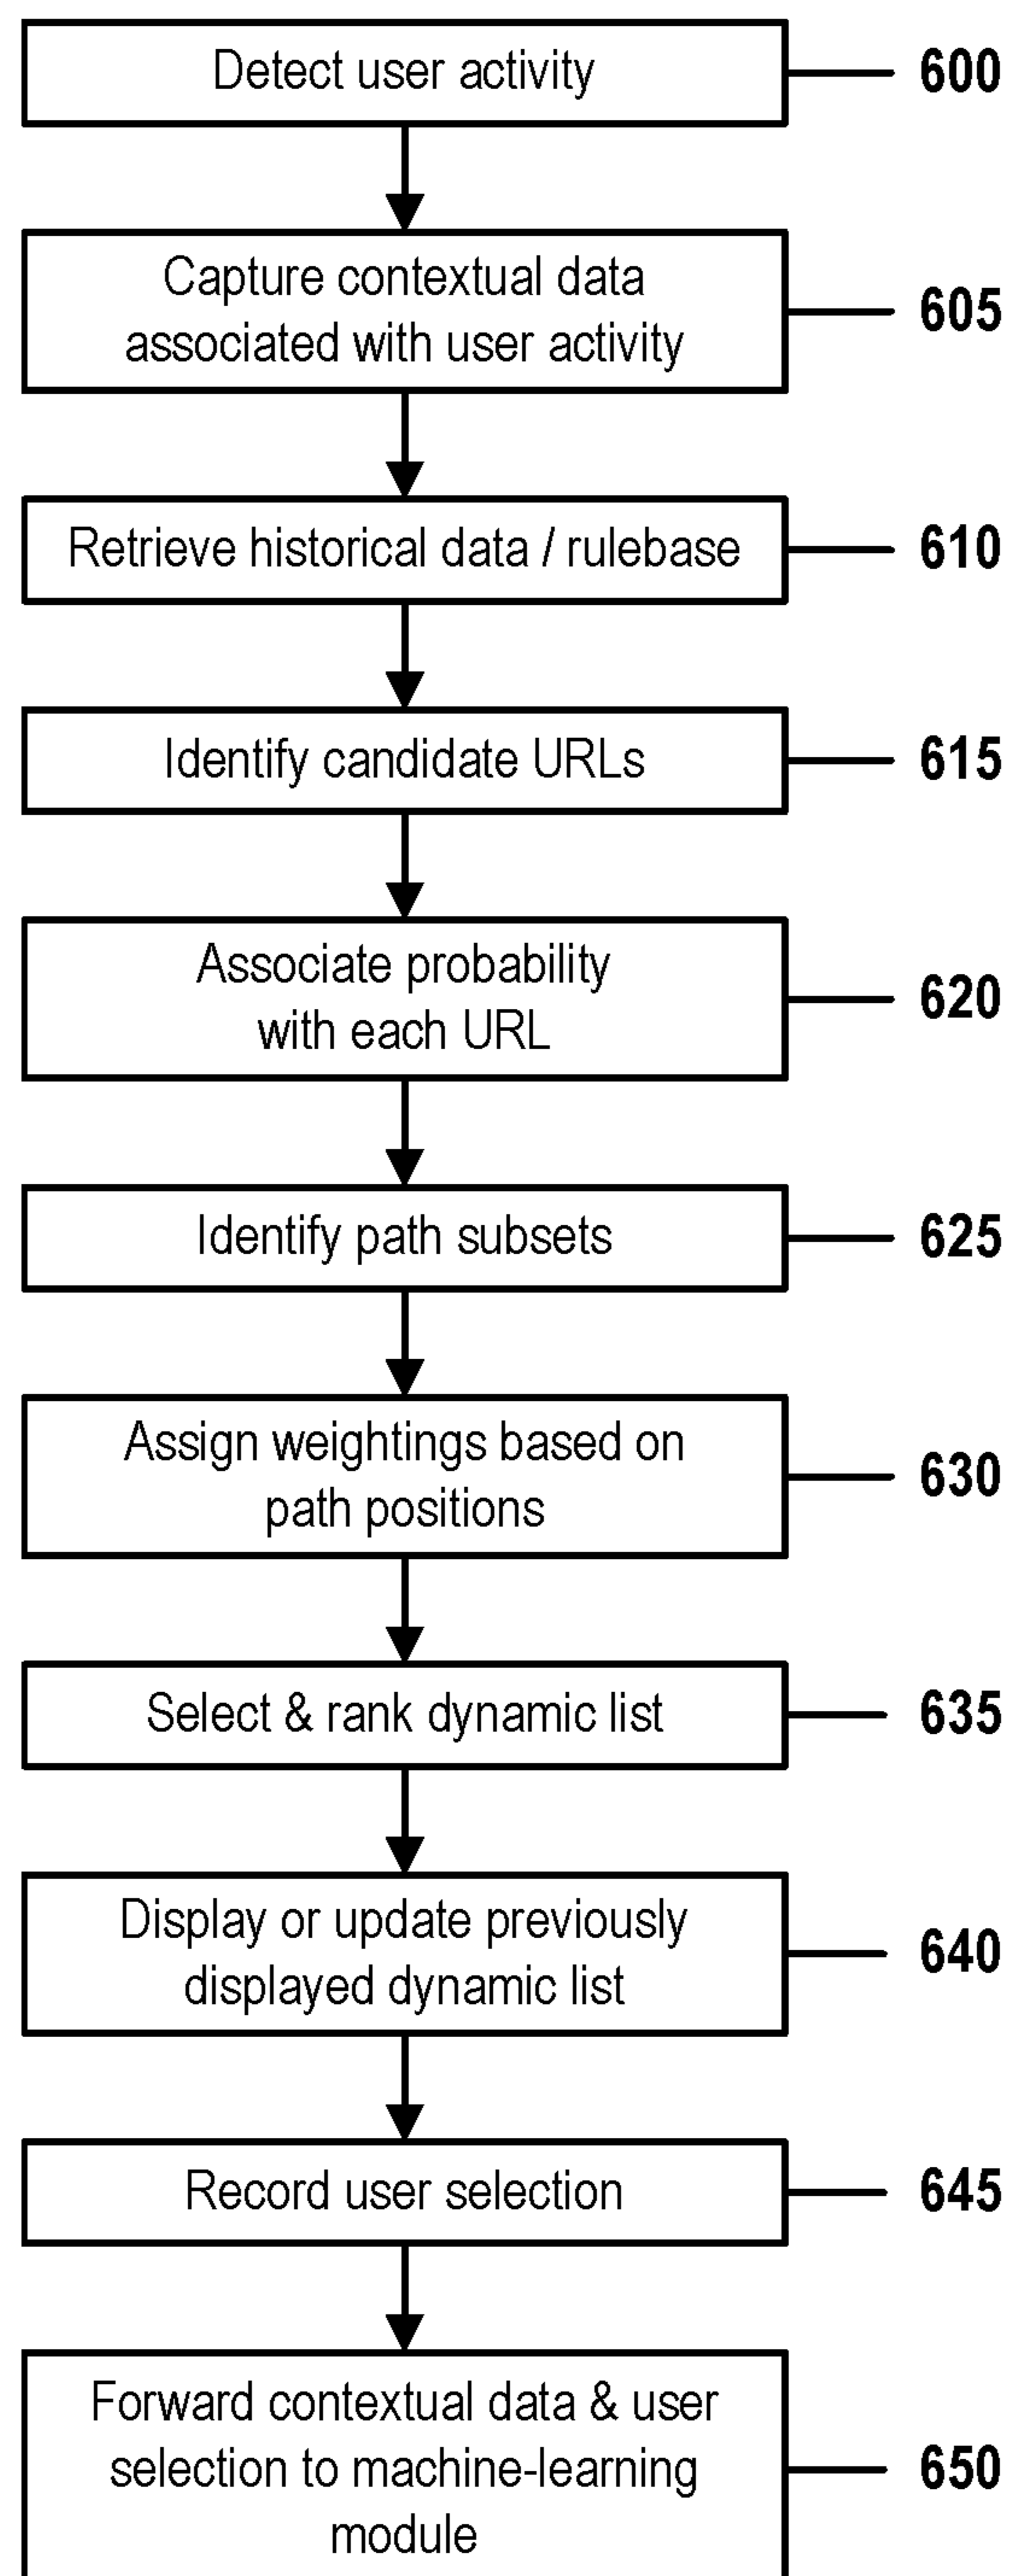 Detect user activity
600
Capture contextual data
associated with user activity
605
Retrieve historical data / rulebase
610
Identify candidate URLs
615
Associate probability
with each URL
620
Identify path subsets
625
Assign weightings based on
path positions
630
Select & rank dynamic list
635
Display or update previously
displayed dynamic list
640
Record user selection
645
Forward contextual data & user
selection to machine-learning
module
650